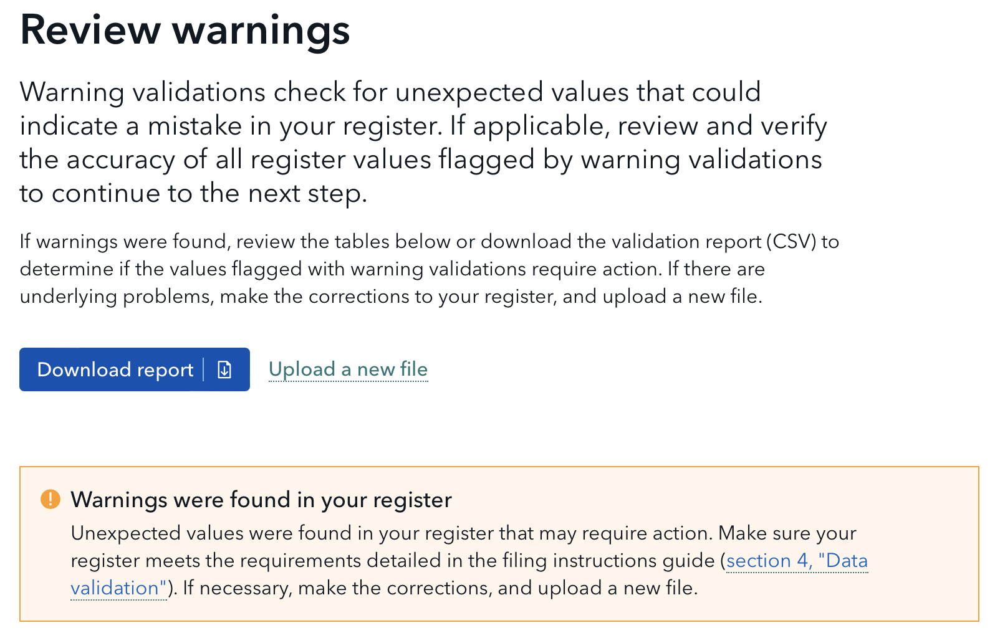 Review warnings
Warning validations check for unexpected values that could
indicate a mistake in your register. If applicable, review and verify
the accuracy of all register values flagged by warning validations
to continue to the next step.
If warnings were found, review the tables below or download the validation report (CSV) to
determine if the values flagged with warning validations require action. If there are
underlying problems, make the corrections to your register, and upload a new file.
Download report
Upload a new file
Warnings were found in your register
Unexpected values were found in your register that may require action. Make sure your
register meets the requirements detailed in the filing instructions guide (section 4, "Data
validation"). If necessary, make the corrections, and upload a new file.